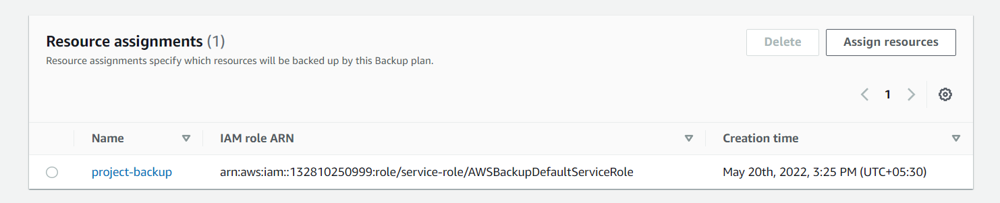 Resource assignments (1)
Delete
Assign resources
Resource assignments specify which resources will be backed up by this Backup plan.
1
Name
IAM role ARN
Creation time
project-backup
arn:aws:iam::132810250999:role/service-role/AWSBackupDefaultServiceRole
May 20th, 2022, 3:25 PM (UTC+05:30)